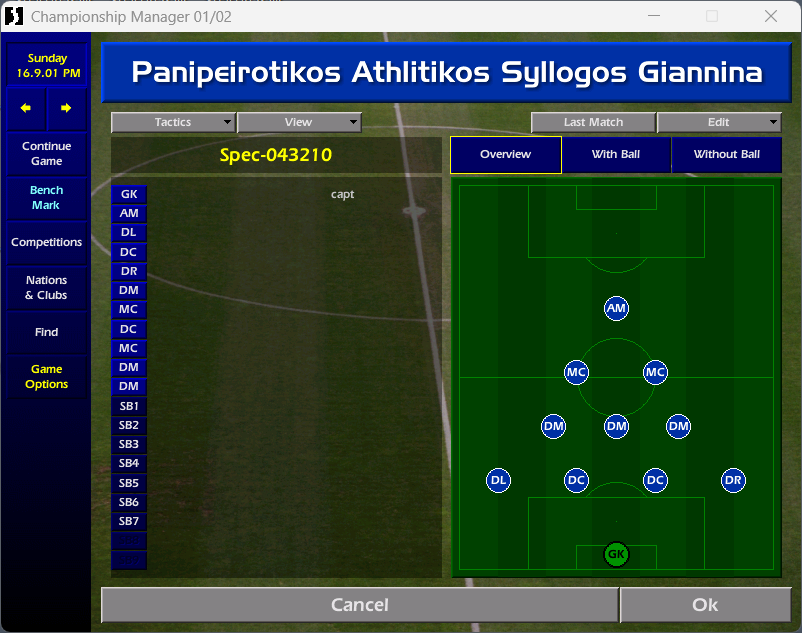 Championship Manager 01/02
Sunday
16.9.01 PM
Panipeirotikos Athlitikos Syllogos Giannina
Continue
Game
Bench
Mark
Competitions
Nations
& Clubs
Find
Game
Options
Tactics
View
Last Match
Edit
Spec-043210
Overview
With Ball
Without Ball
GK capt
AM
DL
DC
DR
DM
MC
DC
MC
DM
DM
SB1
SB2
SB3
SB4
SB5
SB6
SB7
AM
MC MC
DM DM DM
DL DC DC DR
GK
Cancel
Ok